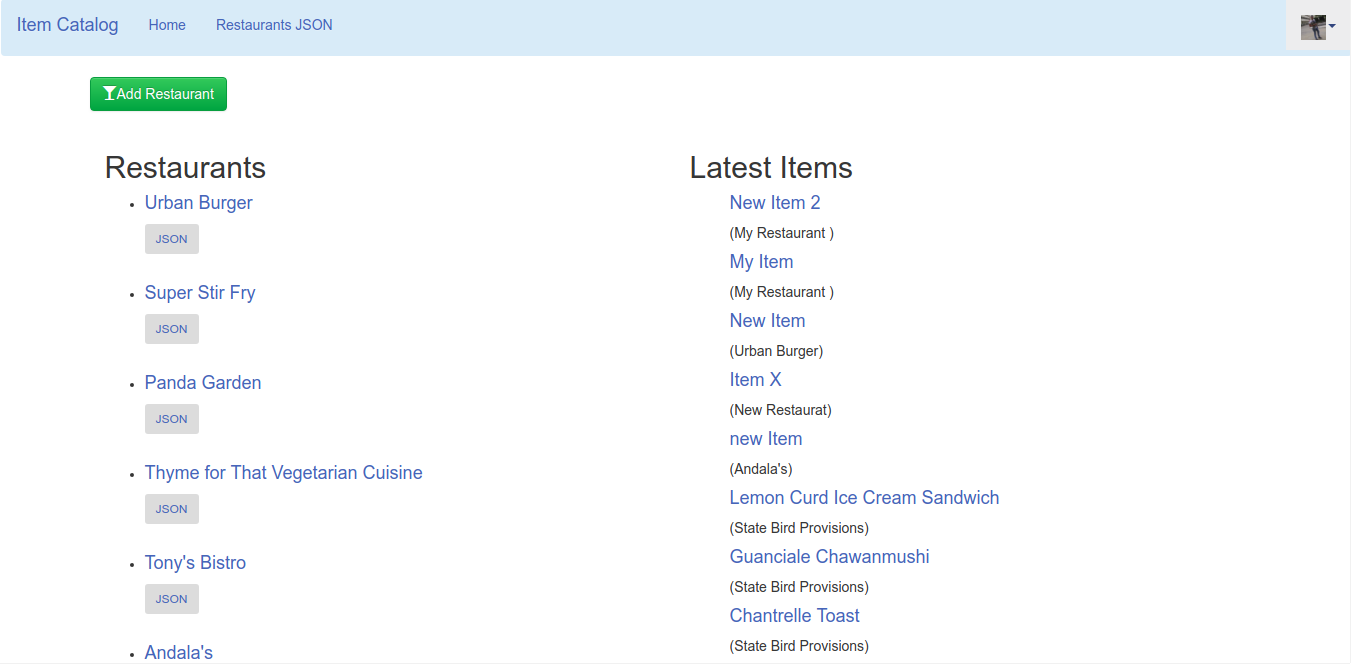 Item Catalog Home Restaurants JSON
Add Restaurant
Restaurants
Urban Burger
JSON
Super Stir Fry
JSON
Panda Garden
JSON
Thyme for That Vegetarian Cuisine
JSON
Tony's Bistro
JSON
Andala's
Latest Items
New Item 2
(My Restaurant )
My Item
(My Restaurant )
New Item
(Urban Burger)
Item X
(New Restaurat)
new Item
(Andala's)
Lemon Curd Ice Cream Sandwich
(State Bird Provisions)
Guanciale Chawanmushi
(State Bird Provisions)
Chantrelle Toast
(State Bird Provisions)